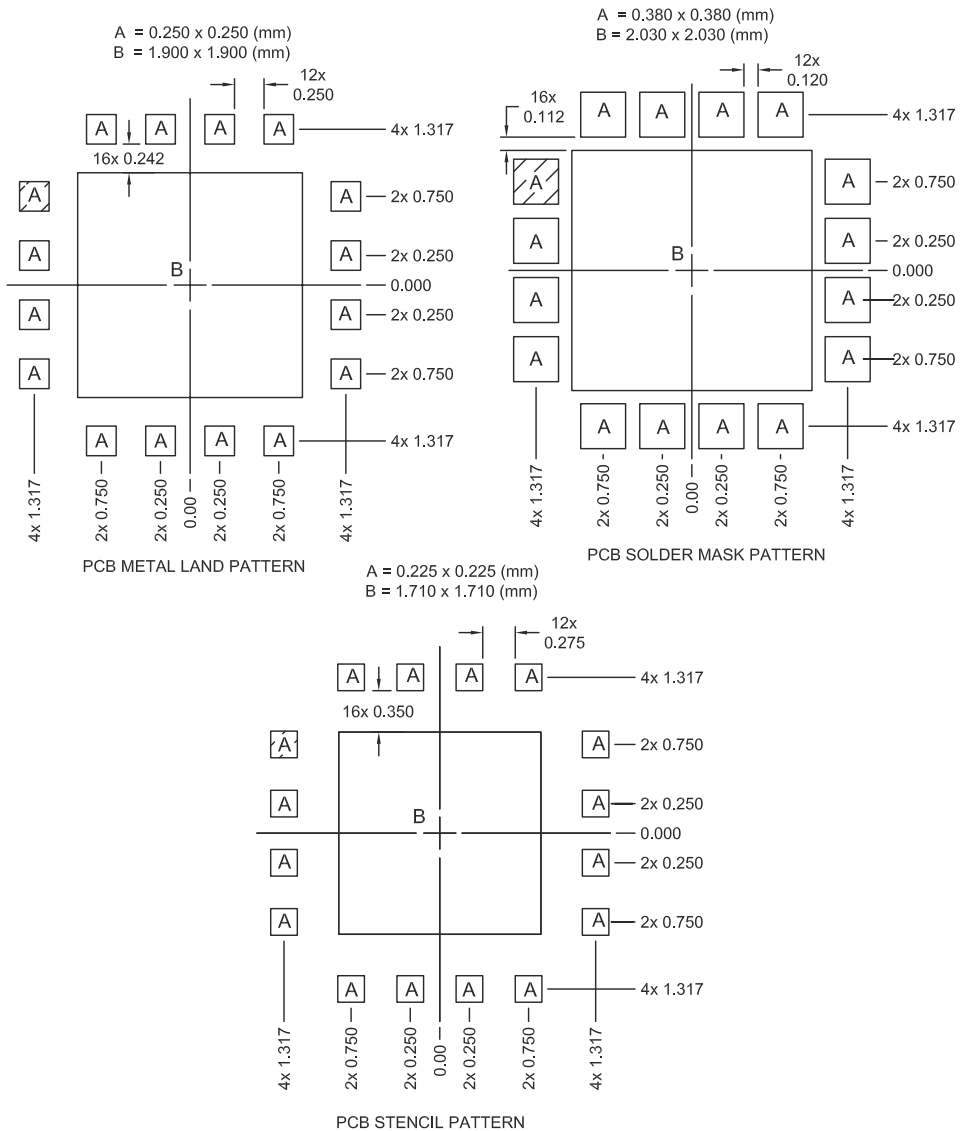 A = 0.250 x 0.250 (mm)
B = 1.900 x 1.900 (mm)
12x
0.250
A A A A
4x 1.317
16x 0.242
A A
2x 0.750
A A
2x 0.250
B
0.000
A A
2x 0.250
A A
2x 0.750
A A A A
4x 1.317
4x 1.317
2x 0.750
2x 0.250
0.00
2x 0.250
2x 0.750
4x 1.317
PCB METAL LAND PATTERN
A = 0.380 x 0.380 (mm)
B = 2.030 x 2.030 (mm)
12x
0.120
16x
0.112
A A A A
4x 1.317
A A
2x 0.750
A A
2x 0.250
B
0.000
A A
2x 0.250
A A
2x 0.750
A A A A
4x 1.317
4x 1.317
2x 0.750
2x 0.250
0.00
2x 0.250
2x 0.750
4x 1.317
PCB SOLDER MASK PATTERN
A = 0.225 x 0.225 (mm)
B = 1.710 x 1.710 (mm)
12x
0.275
A A A A
4x 1.317
16x 0.350
A A
2x 0.750
A A
2x 0.250
B
0.000
A A
2x 0.250
A A
2x 0.750
A A A A
4x 1.317
4x 1.317
2x 0.750
2x 0.250
0.00
2x 0.250
2x 0.750
4x 1.317
PCB STENCIL PATTERN